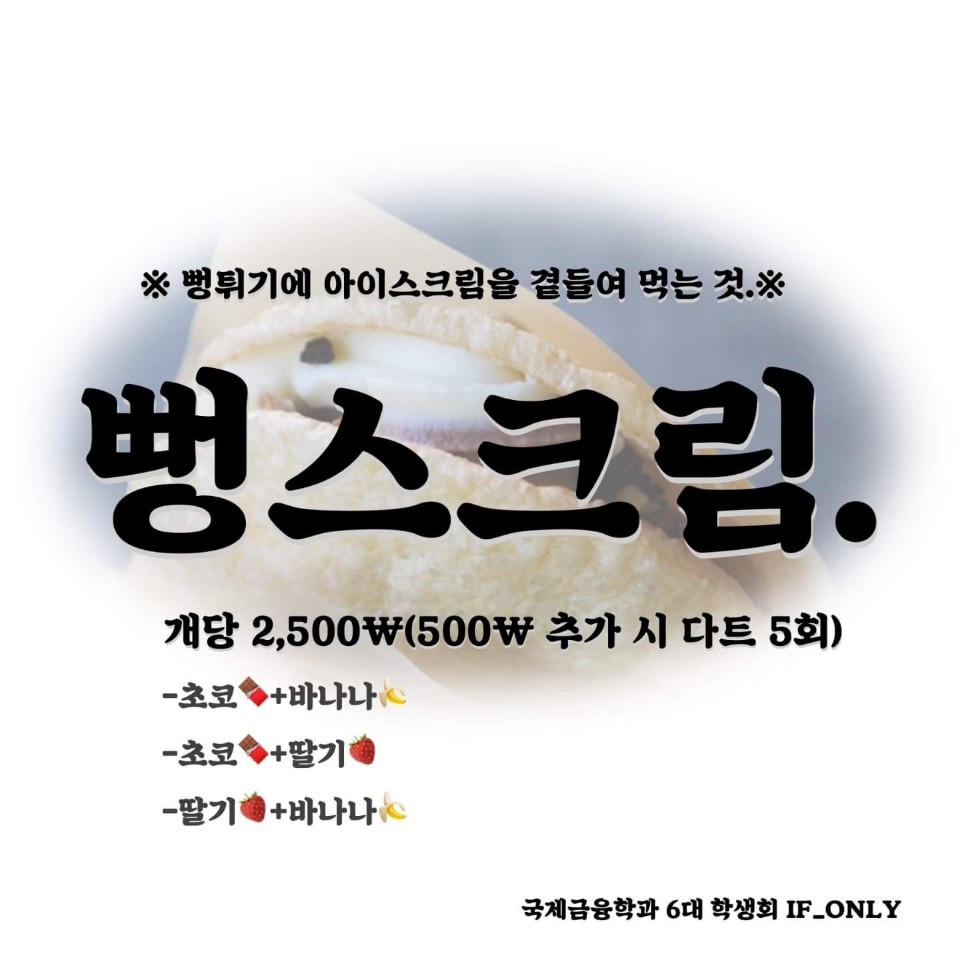 ※ 뻥튀기에 아이스크림을 곁들여 먹는 것.※
뻥스크림.
개당 2,500₩(500₩ 추가 시 다트 5회)
-초코🍫+바나나🍌
-초코🍫+딸기🍓
-딸기🍓+바나나🍌
국제금융학과 6대 학생회 IF_ONLY